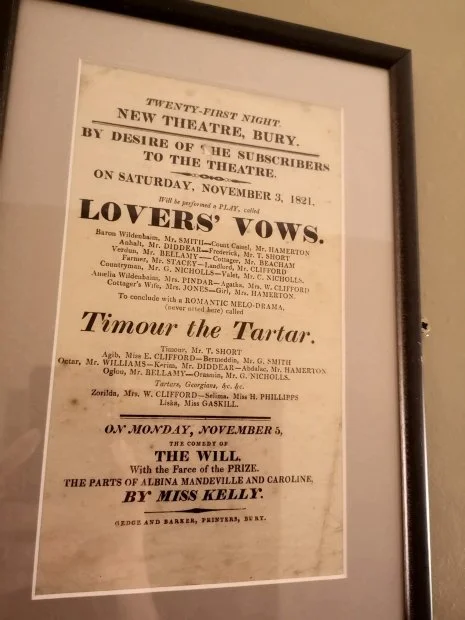 TWENTY-FIRST NIGHT.
NEW THEATRE, BURY.
BY DESIRE OF THE SUBSCRIBERS
TO THE THEATRE.
ON SATURDAY, NOVEMBER 3, 1821.
Will be performed a PLAY, called
LOVERS' VOWS.
Baron Wildenhaim, Mr. SMITH—Count Cassel, Mr. HAMERTON
Anhalt, Mr. DIDDEAR—Frederick, Mr. T. SHORT
Verdun, Mr. BELLAMY—Cottager, Mr. BEACHAM
Farmer, Mr. STACEY—Landlord, Mr. CLIFFORD
Countryman, Mr. G. NICHOLLS—Valet, Mr. C. NICHOLLS.
Amelia Wildenhaim, Mrs. PINDAR—Agatha, Mrs. W. CLIFFORD
Cottager's Wife, Mrs. JONES—Girl, Mrs. HAMERTON.
To conclude with a ROMANTIC MELO-DRAMA,
(never acted here) called
Timour the Tartar.
Timour, Mr. T. SHORT
Agib, Miss E. CLIFFORD—Bermeddin, Mr. G. SMITH
Octar, Mr. WILLIAMS—Kerim, Mr. DIDDEAR—Abdalac, Mr. HAMERTON
Oglou, Mr. BELLAMY—Orasmin, Mr. G. NICHOLLS.
Tartars, Georgians, &c. &c.
Zorilda, Mrs. W. CLIFFORD—Selima, Miss H. PHILLIPPS
Liska, Miss GASKILL.
ON MONDAY, NOVEMBER 5,
THE COMEDY OF
THE WILL,
With the Farce of the PRIZE.
THE PARTS OF ALBINA MANDEVILLE AND CAROLINE,
BY MISS KELLY.
GEDGE AND BARKER, PRINTERS, BURY.